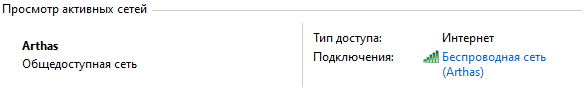 Просмотр активных сетей
Arthas
Общедоступная сеть
Тип доступа: Интернет
Подключения: Беспроводная сеть
(Arthas)